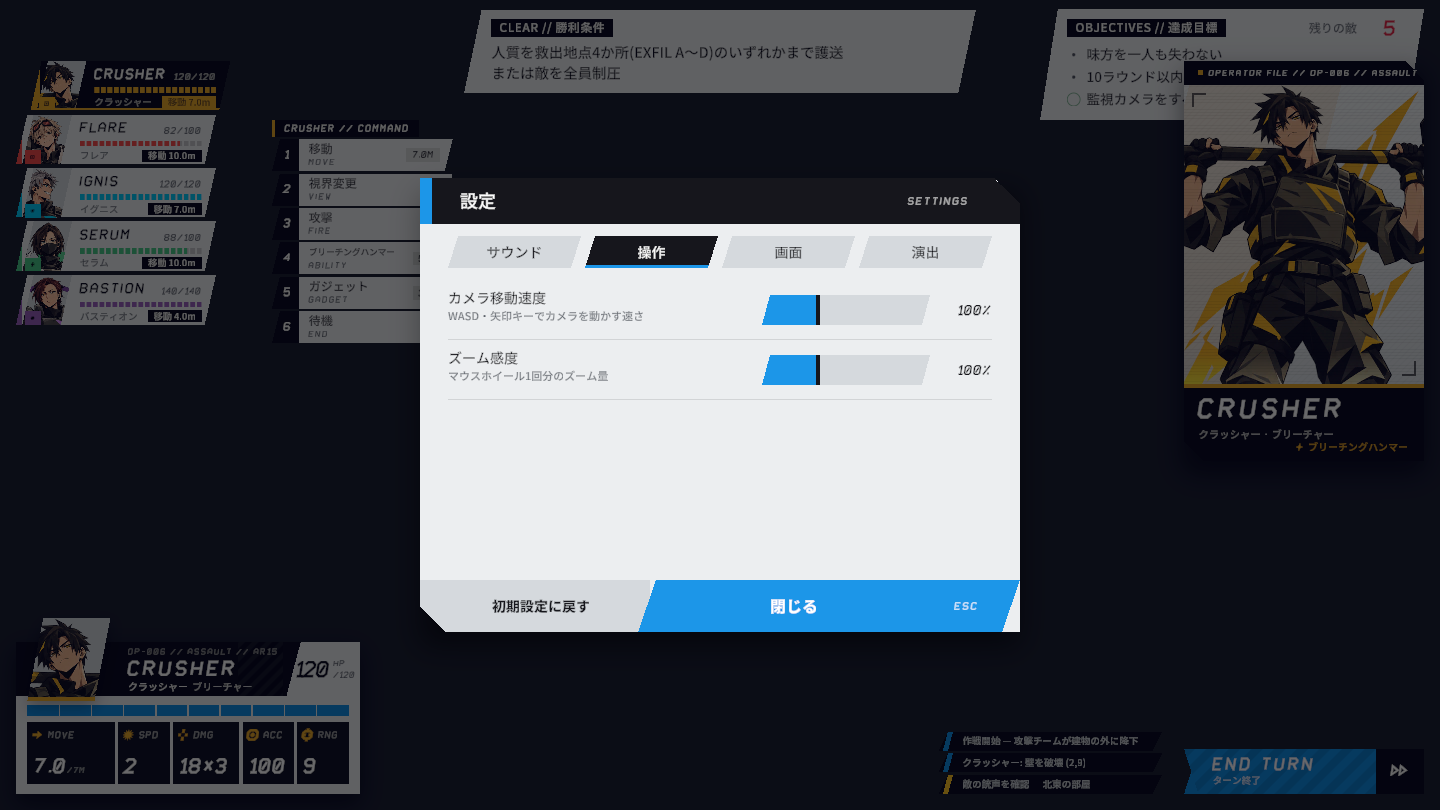 CLEAR // 勝利条件
人質を救出地点4か所(EXFIL A〜D)のいずれかまで護送
または敵を全員制圧
OBJECTIVES // 達成目標
残りの敵 5
・ 味方を一人も失わない
・ 10ラウンド以内
〇 監視カメラをす
OPERATOR FILE // OP-006 // ASSAULT
CRUSHER 120/120
クラッシャー 移動 7.0m
FLARE 82/100
フレア 移動 10.0m
IGNIS 120/120
イグニス 移動 7.0m
SERUM 88/100
セラム 移動 10.0m
BASTION 140/140
バスティオン 移動 4.0m
CRUSHER // COMMAND
1 移動 7.0M
MOVE
2 視界変更
VIEW
3 攻撃
FIRE
4 ブリーチングハンマー
ABILITY
5 ガジェット
GADGET
6 待機
END
設定 SETTINGS
サウンド 操作 画面 演出
カメラ移動速度 100%
WASD・矢印キーでカメラを動かす速さ
ズーム感度 100%
マウスホイール1回分のズーム量
初期設定に戻す 閉じる ESC
CRUSHER
クラッシャー・ブリーチャー
ブリーチングハンマー
OP-006 // ASSAULT // AR15
CRUSHER
クラッシャー ブリーチャー
120 HP /120
MOVE SPD DMG ACC RNG
7.0/7M 2 18×3 100 9
作戦開始 — 攻撃チームが建物の外に降下
クラッシャー: 壁を破壊 (2,9)
敵の銃声を確認 北東の部屋
END TURN
ターン終了